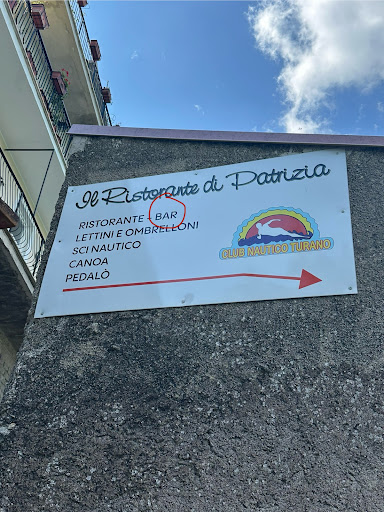 Il Ristorante di Patrizia
RISTORANTE - BAR
LETTINI E OMBRELLONI
SCI NAUTICO
CANOA
PEDALÒ
CLUB NAUTICO TURANO